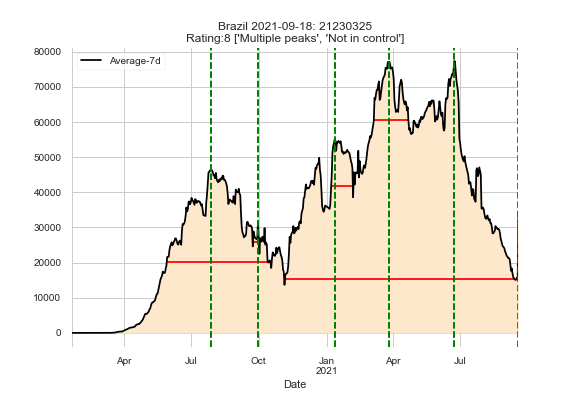 Brazil 2021-09-18: 21230325
Rating:8 ['Multiple peaks', 'Not in control']
80000
Average-7d
70000
60000
50000
40000
30000
20000
10000
0
Apr
Jul
Oct
Jan
2021
Apr
Jul
Date